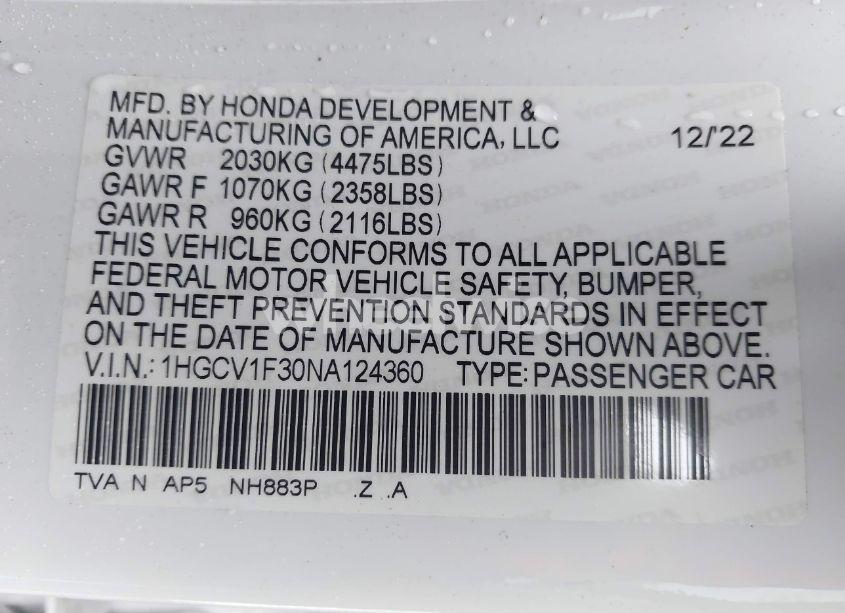 MFD. BY HONDA DEVELOPMENT &
MANUFACTURING OF AMERICA, LLC 12/'22
GVWR 2030KG (4475LBS)
GAWR F 1070KG (2358LBS)
GAWR R 960KG (2116LBS)
THIS VEHICLE CONFORMS TO ALL APPLICABLE
FEDERAL MOTOR VEHICLE SAFETY, BUMPER,
AND THEFT PREVENTION STANDARDS IN EFFECT
ON THE DATE OF MANUFACTURE SHOWN ABOVE.
V.I.N.: 1HGCV1F30NA124360 TYPE: PASSENGER CAR
TVA N AP5 NH883P .Z .A